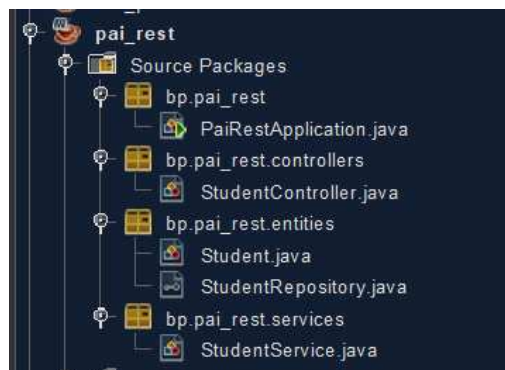 pai_rest
Source Packages
bp.pai_rest
PaiRestApplication.java
bp.pai_rest.controllers
StudentController.java
bp.pai_rest.entities
Student.java
StudentRepository.java
bp.pai_rest.services
StudentService.java